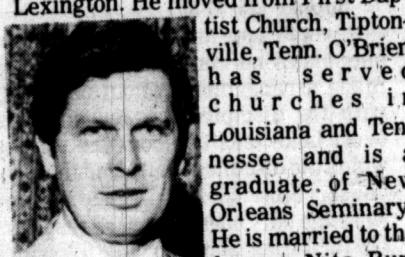 Lexington. He moved from First Bap-
tist Church, Tipton-
ville, Tenn. O'Brien
has served
churches in
Louisiana and Ten-
nessee and is a
graduate of New
Orleans Seminary.
He is married to the